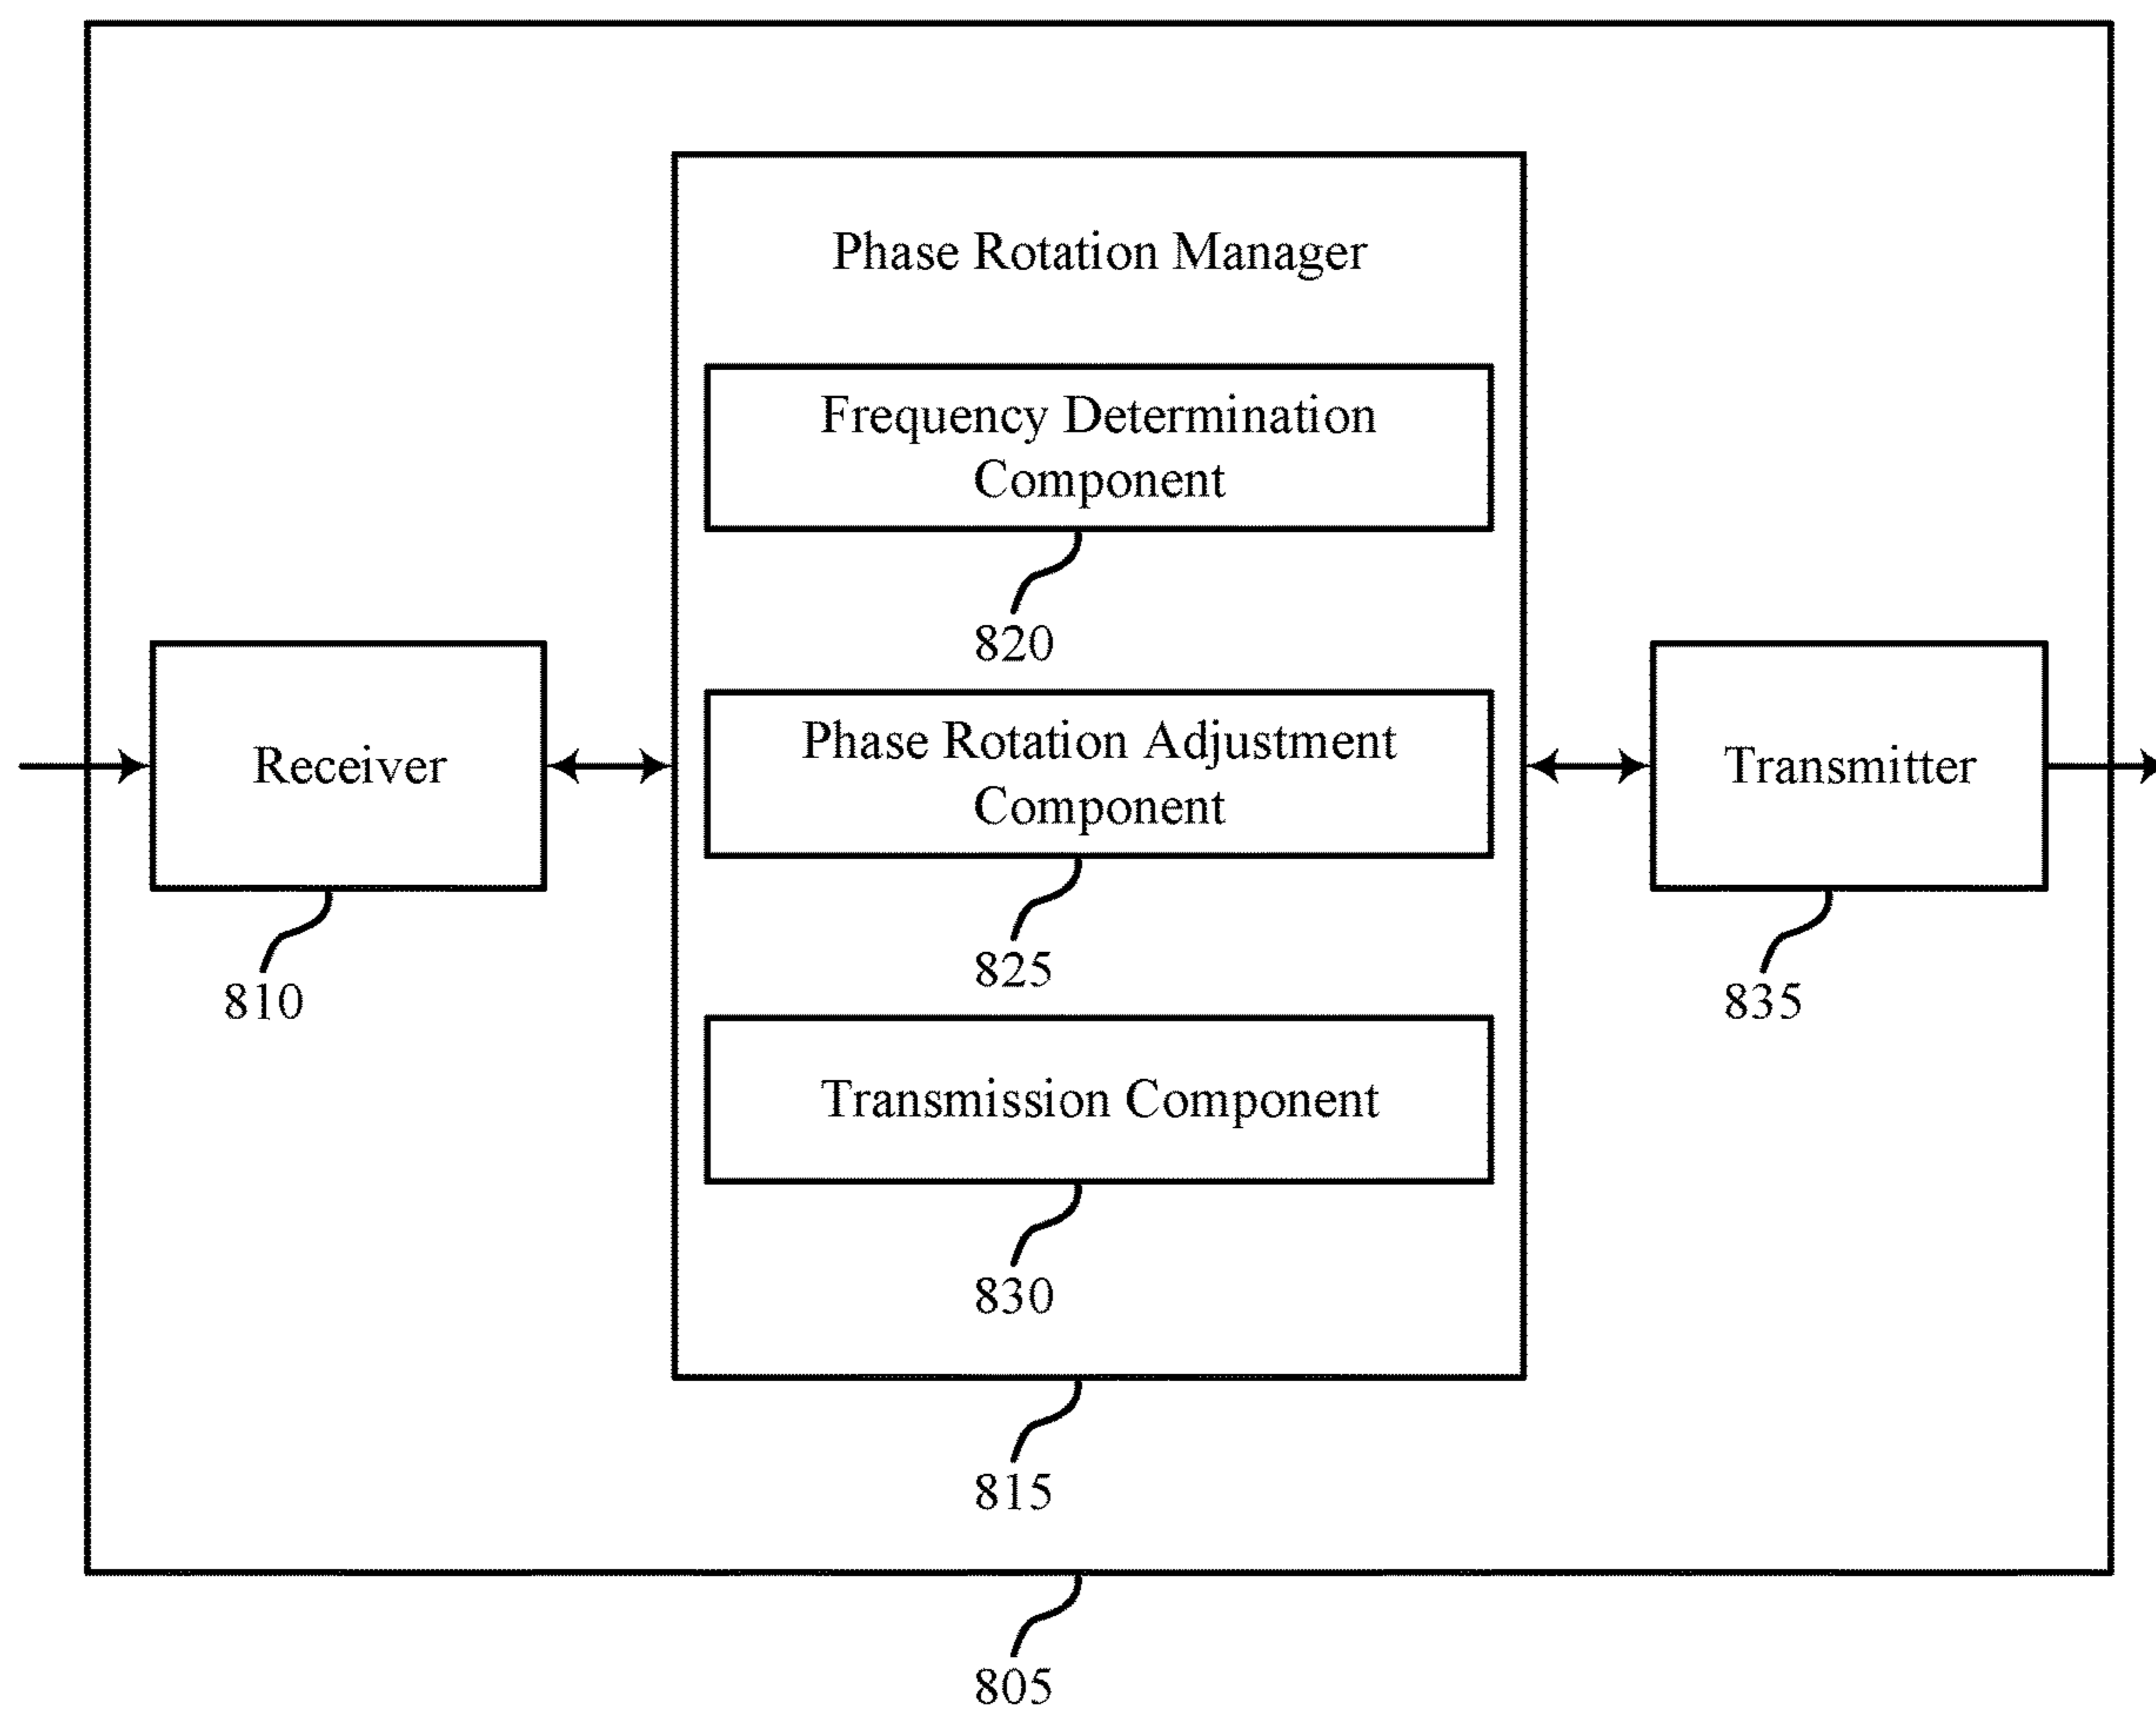 Phase Rotation Manager
Frequency Determination
Component
820
Receiver
810
Phase Rotation Adjustment
Component
825
Transmitter
835
Transmission Component
830
815
805